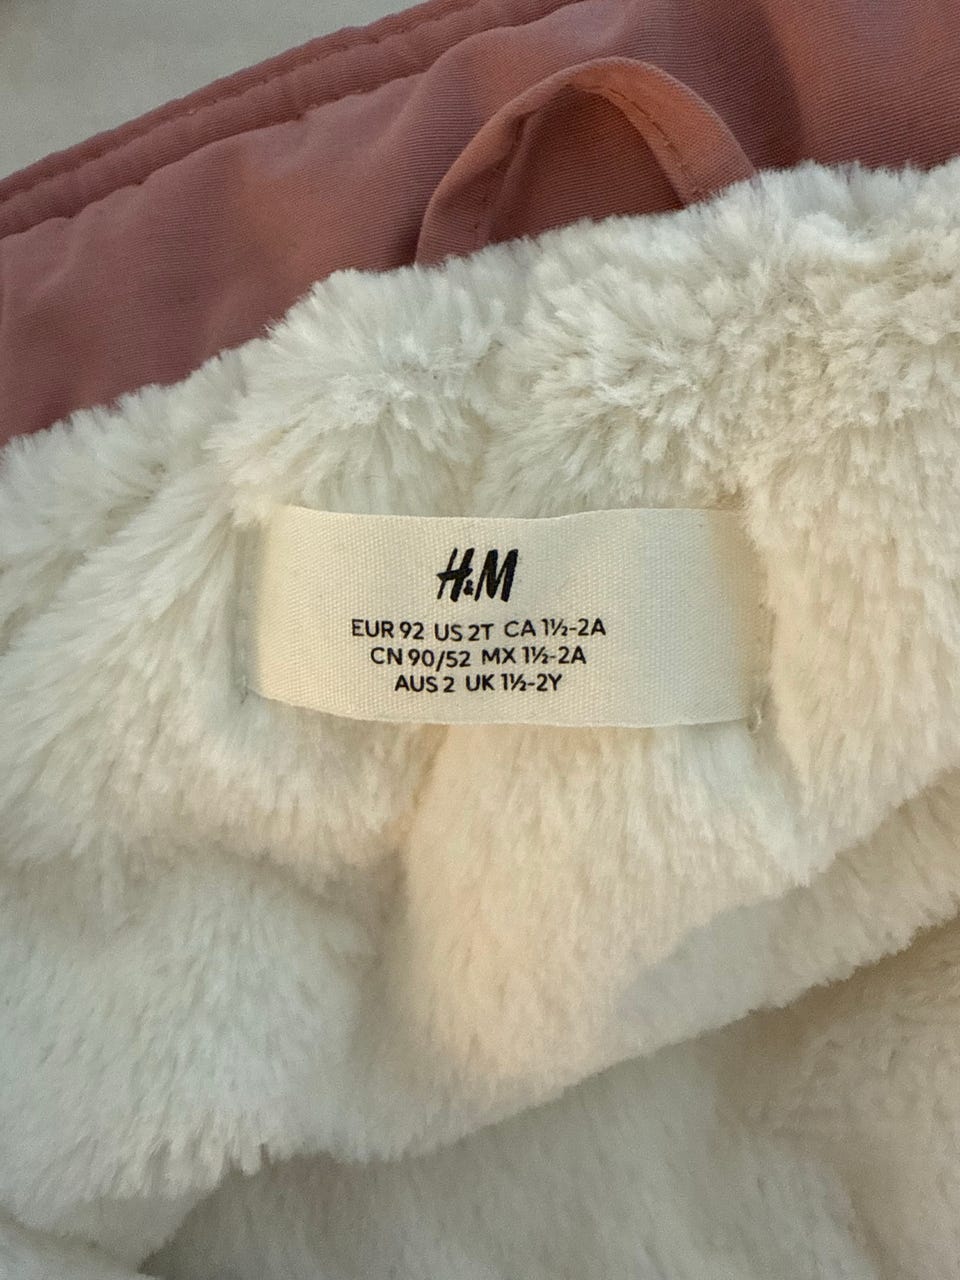 H&M
EUR 92 US 2T CA 1½-2A
CN 90/52 MX 1½-2A
AUS 2 UK 1½-2Y